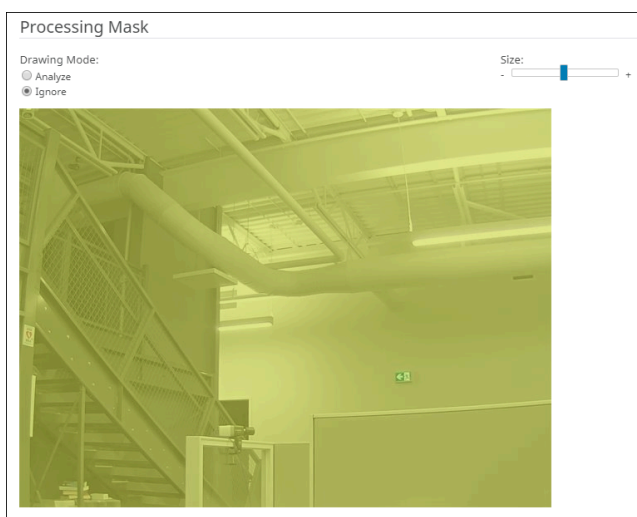 Processing Mask
Drawing Mode:
Size:
Analyze
- +
Ignore